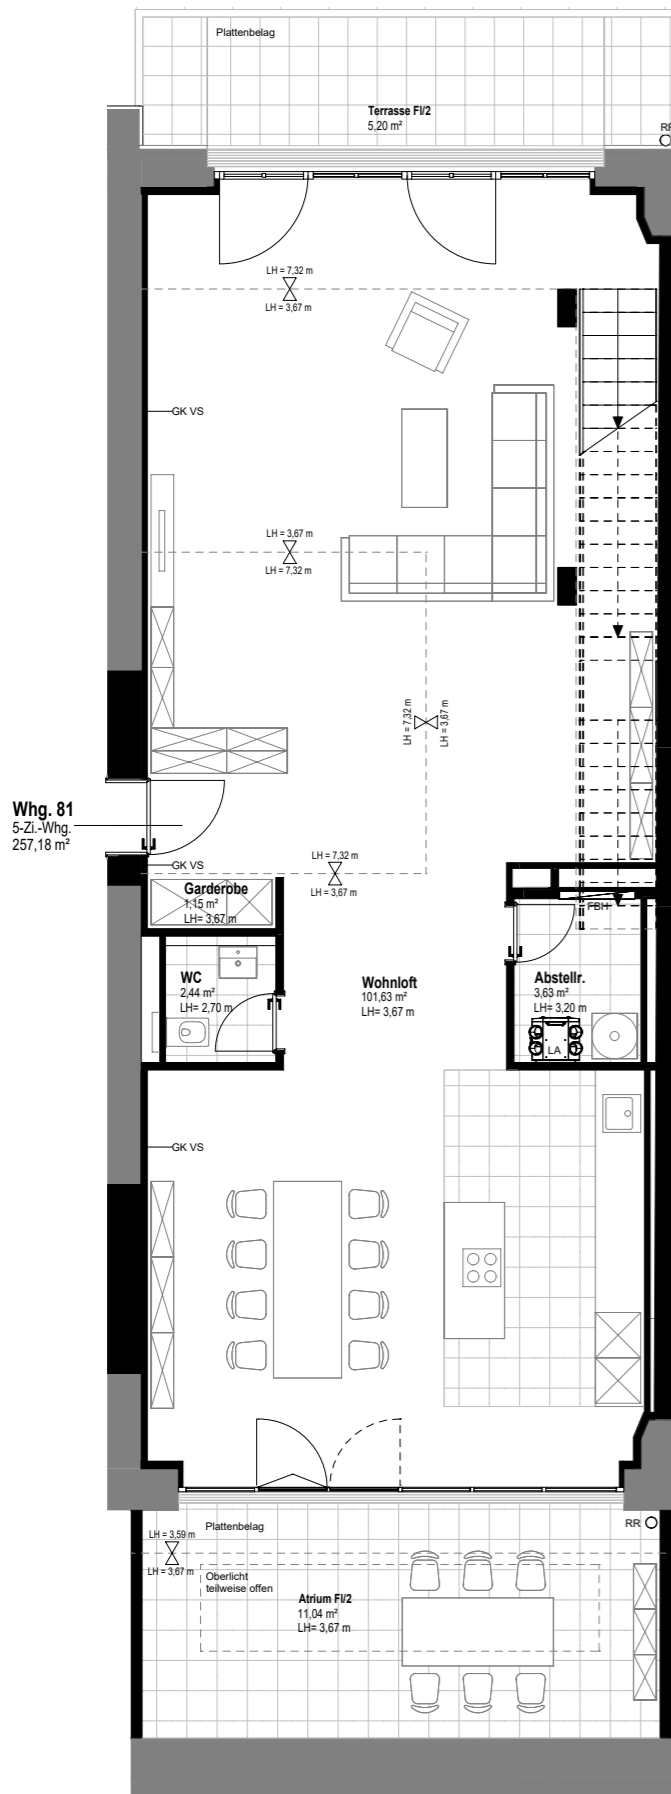 Plattenbelag
Terrasse Fl/2
5,20 m²
RR
LH = 7,32 m
LH = 3,67 m
GK VS
LH = 3,67 m
LH = 7,32 m
LH = 7,32 m
LH = 3,67 m
Whg. 81
5-Zi.-Whg.
257,18 m²
LH = 7,32 m
LH = 3,67 m
GK VS
Garderobe
1,15 m²
LH= 3,67 m
FBH
WC
2,44 m²
LH= 2,70 m
Wohnloft
101,63 m²
LH= 3,67 m
Abstellr.
3,63 m²
LH= 3,20 m
LA
GK VS
Plattenbelag
RR
LH = 3,59 m
LH = 3,67 m
Oberlicht
teilweise offen
Atrium Fl/2
11,04 m²
LH= 3,67 m